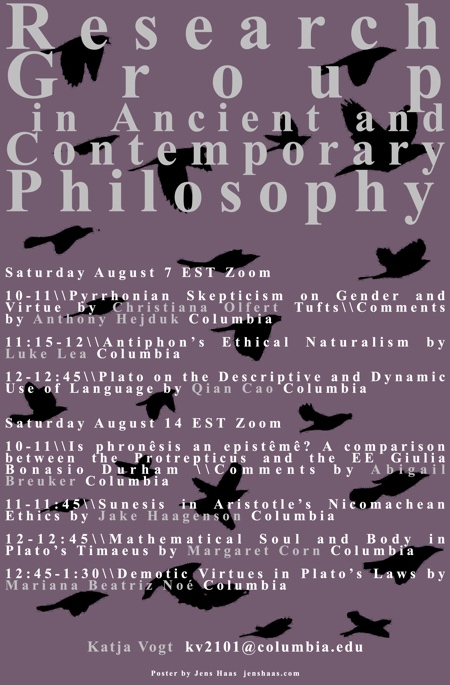 Research
Group
in Ancient and
Contemporary
Philosophy
Saturday August 7 EST Zoom
10-11\\Pyrrhonian Skepticism on Gender and
Virtue by Christiana Olfert Tufts\\Comments
by Anthony Hejduk Columbia
11:15-12\\Antiphon's Ethical Naturalism by
Luke Lea Columbia
12-12:45\\Plato on the Descriptive and Dynamic
Use of Language by Qian Cao Columbia
Saturday August 14 EST Zoom
10-11\\Is phronêsis an epistêmê? A comparison
between the Protrepticus and the EE Giulia
Bonasio Durham \\Comments by Abigail
Breuker Columbia
11-11:45\\Sunesis in Aristotle's Nicomachean
Ethics by Jake Haagenson Columbia
12-12:45\\Mathematical Soul and Body in
Plato's Timaeus by Margaret Corn Columbia
12:45-1:30\\Demotic Virtues in Plato's Laws by
Mariana Beatriz Noé Columbia
Katja Vogt kv2101@columbia.edu
Poster by Jens Haas jenshaas.com